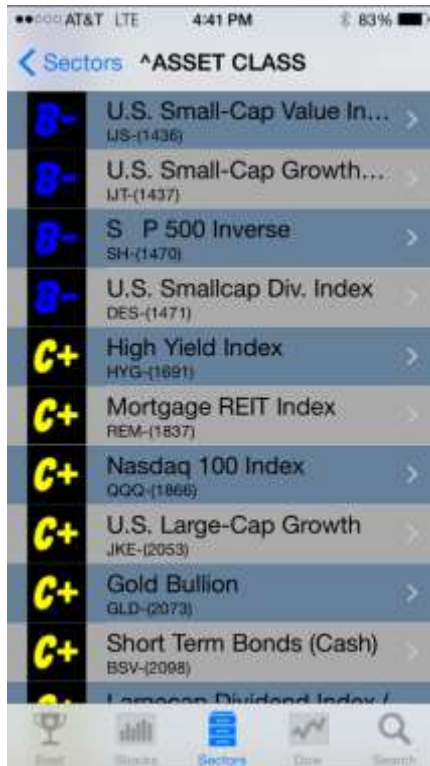 AT&T LTE 4:41 PM 83%
Sectors ^ASSET CLASS
B-
U.S. Small-Cap Value In...
IJS-(1436)
B-
U.S. Small-Cap Growth...
IJT-(1437)
B-
S P 500 Inverse
SH-(1470)
B-
U.S. Smallcap Div. Index
DES-(1471)
C+
High Yield Index
HYG-(1691)
C+
Mortgage REIT Index
REM-(1837)
C+
Nasdaq 100 Index
QQQ-(1866)
C+
U.S. Large-Cap Growth
JKE-(2053)
C+
Gold Bullion
GLD-(2073)
C+
Short Term Bonds (Cash)
BSV-(2098)
Largecap Dividend Index /
Stocks Sectors Dow Search